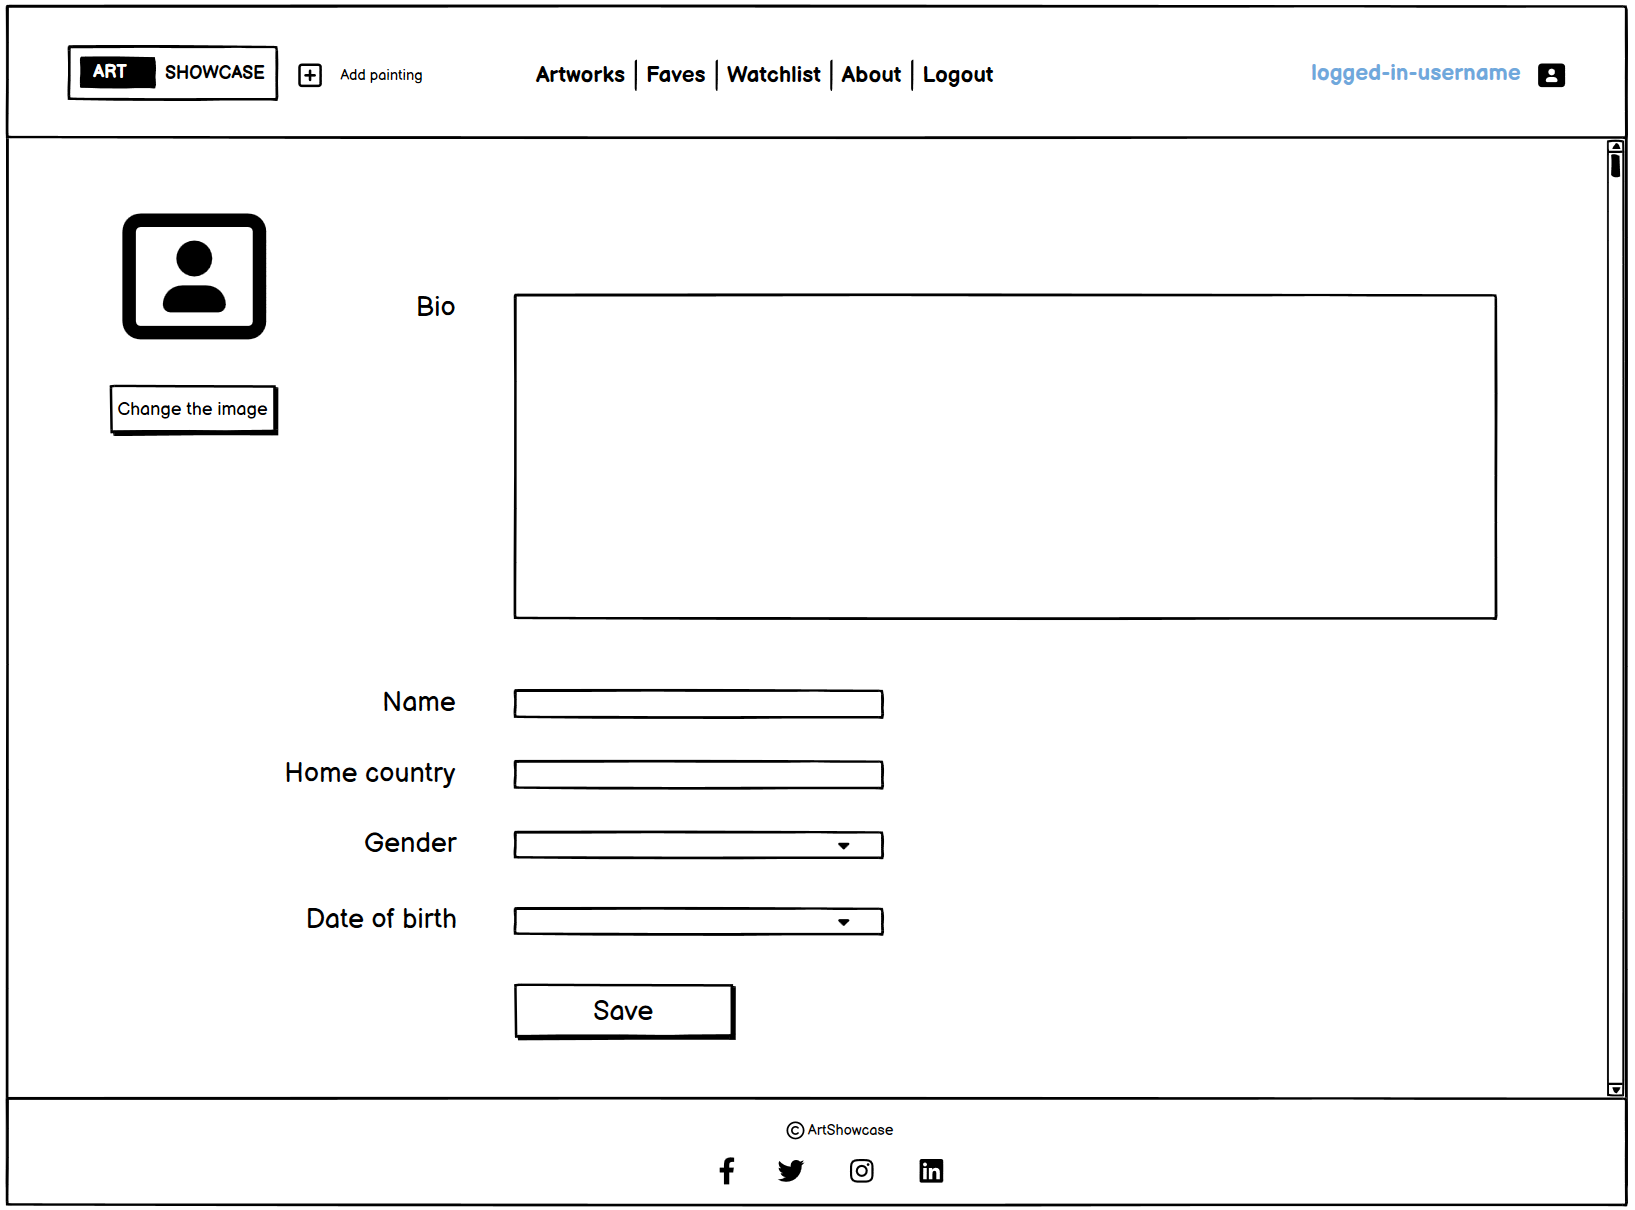 ART SHOWCASE Add painting Artworks Faves Watchlist About Logout logged-in-username
Bio
Change the image
Name
Home country
Gender
Date of birth
Save
© ArtShowcase